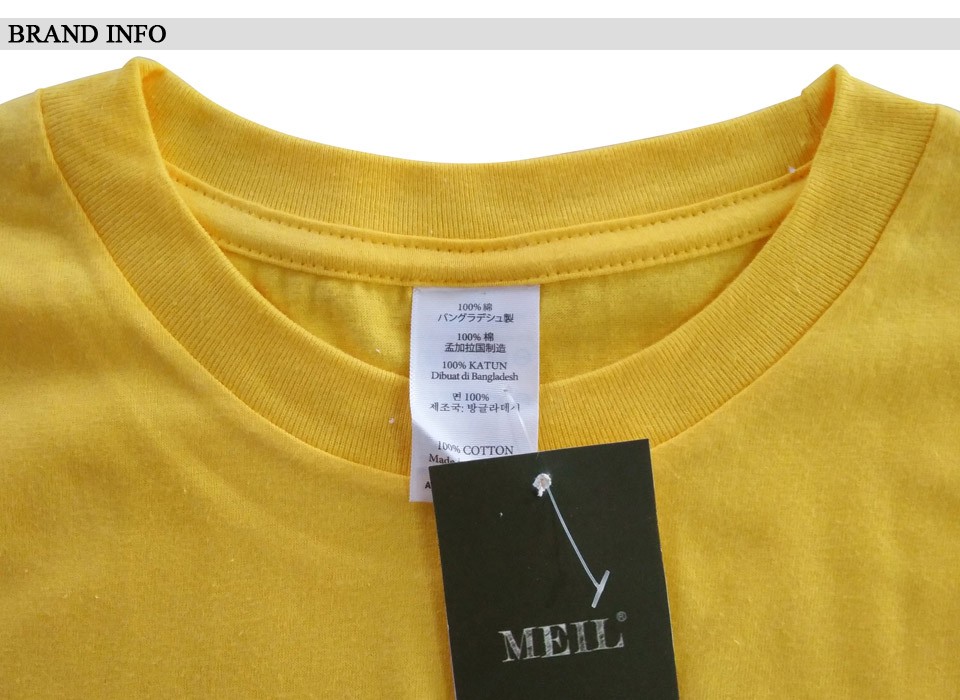 BRAND INFO
100% 綿
バングラデシュ製
100% 棉
孟加拉国制造
100% KATUN
Dibuat di Bangladesh
면 100%
제조국: 방글라데시
100% COTTON
Made
MEIL®